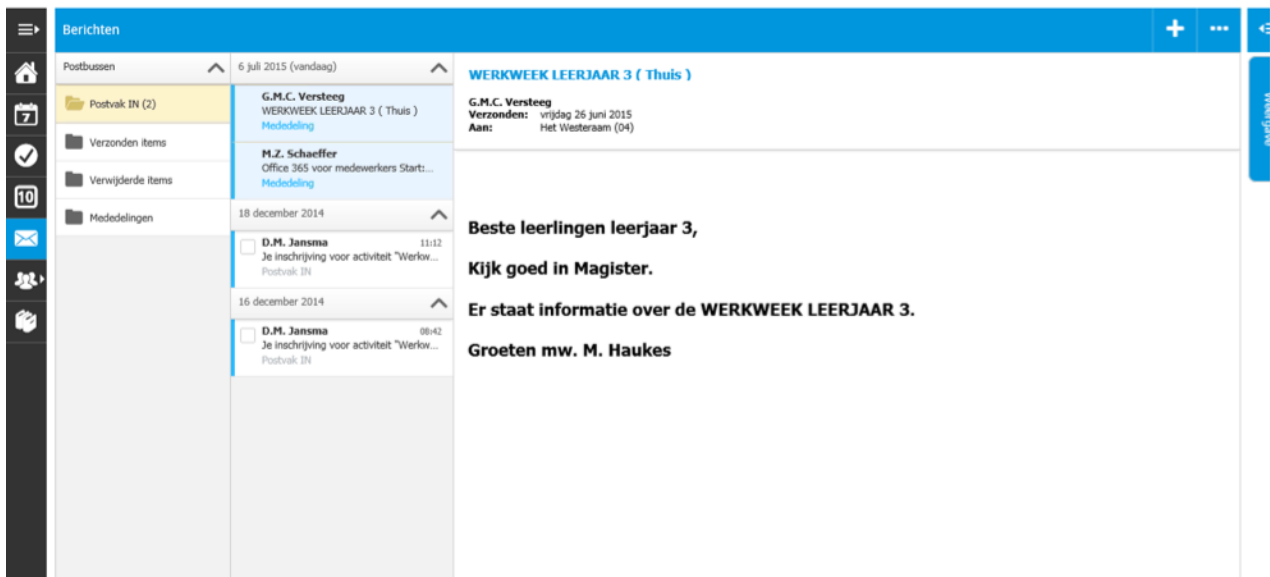 Berichten
Postbussen
Postvak IN (2)
Verzonden items
Verwijderde items
Mededelingen
6 juli 2015 (vandaag)
G.M.C. Versteeg
WERKWEEK LEERJAAR 3 ( Thuis )
Mededeling
M.Z. Schaeffer
Office 365 voor medewerkers Start:...
Mededeling
18 december 2014
D.M. Jansma 11:12
Je inschrijving voor activiteit "Werkw...
Postvak IN
16 december 2014
D.M. Jansma 08:42
Je inschrijving voor activiteit "Werkw...
Postvak IN
WERKWEEK LEERJAAR 3 ( Thuis )
G.M.C. Versteeg
Verzonden: vrijdag 26 juni 2015
Aan: Het Westeraam (04)
Beste leerlingen leerjaar 3,
Kijk goed in Magister.
Er staat informatie over de WERKWEEK LEERJAAR 3.
Groeten mw. M. Haukes
Weergave
7
10